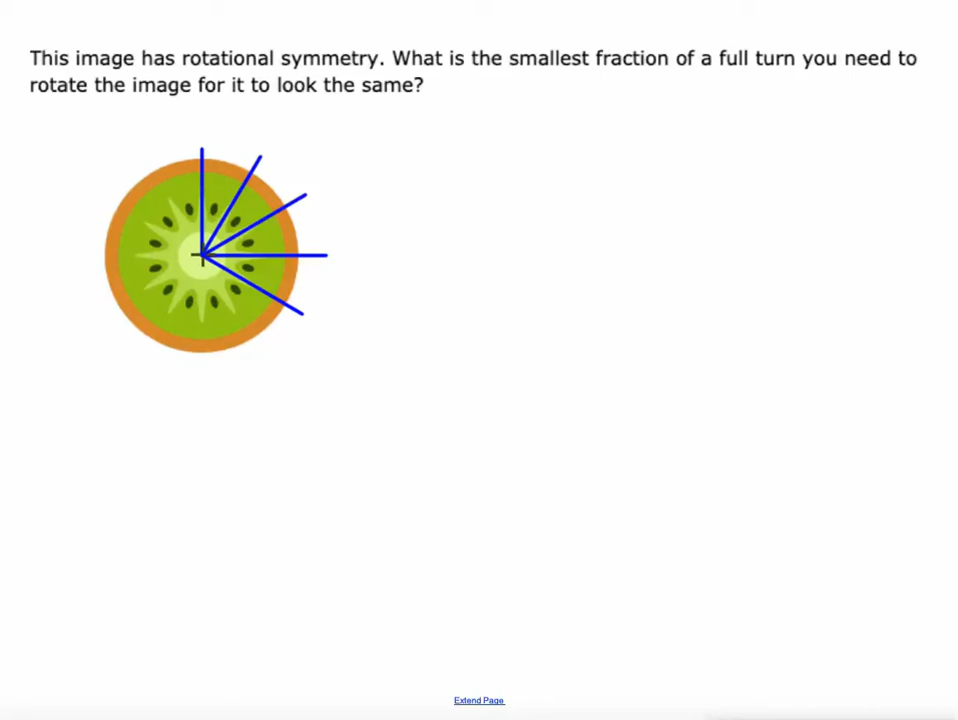 This image has rotational symmetry. What is the smallest fraction of a full turn you need to
rotate the image for it to look the same?
Extend Page